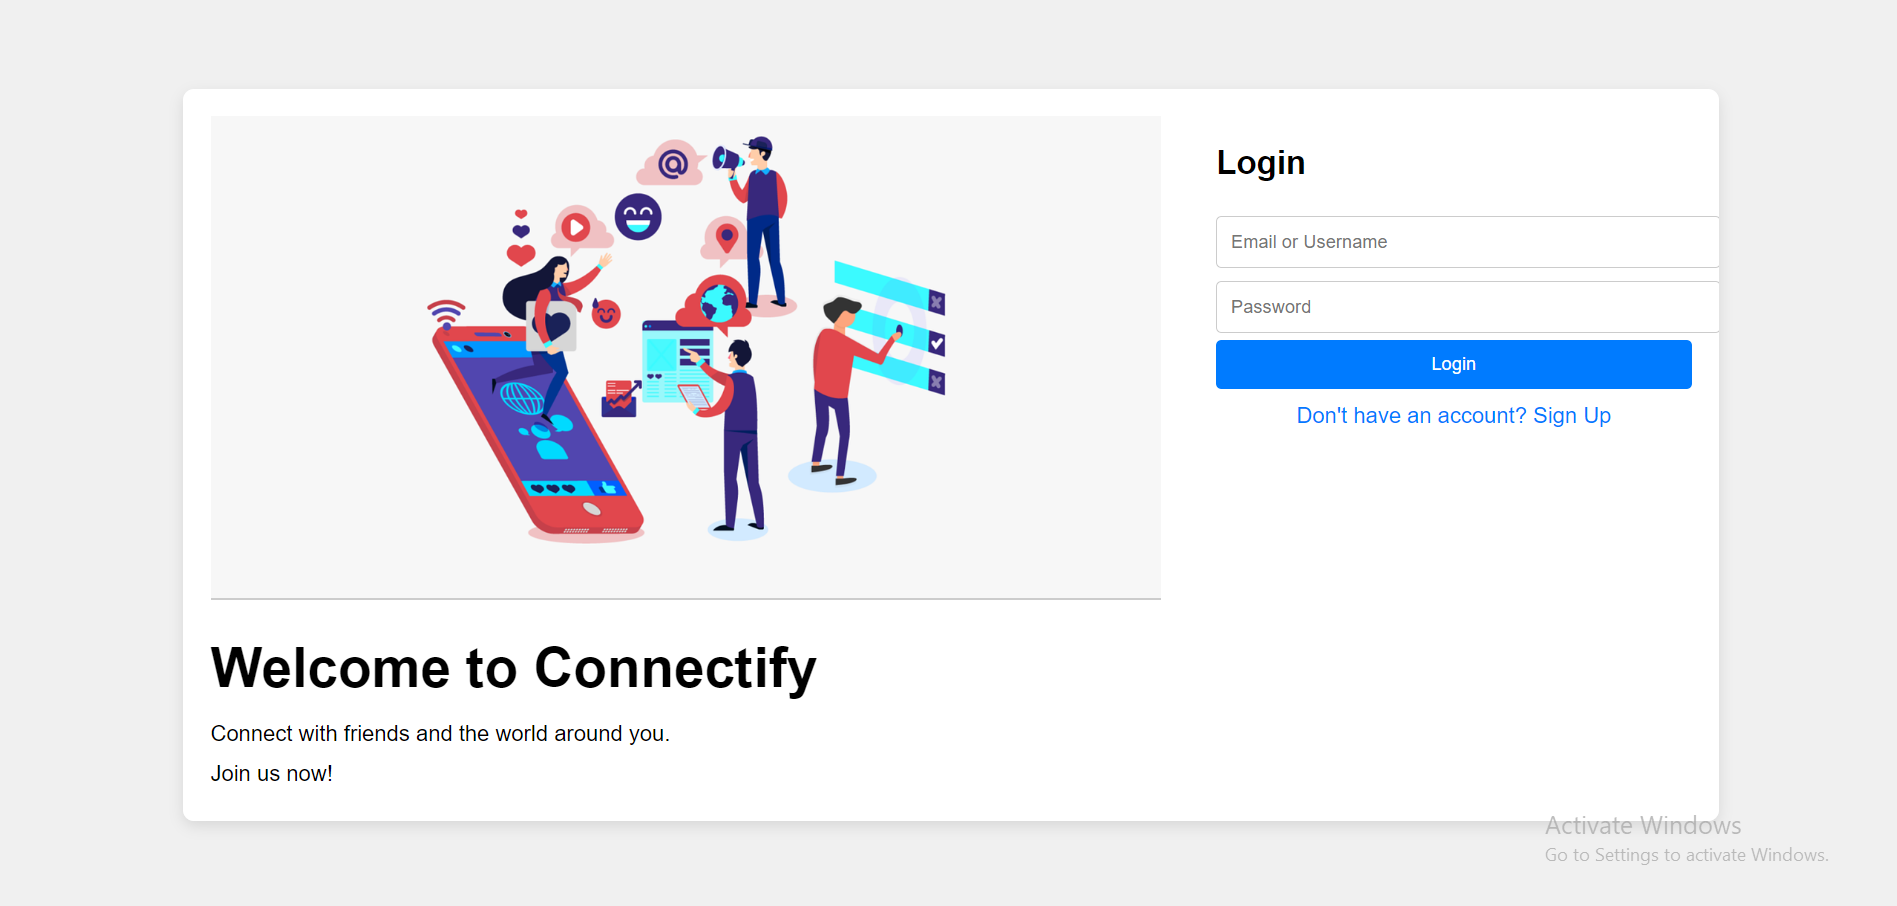 Login
Email or Username
Password
Login
Don't have an account? Sign Up
Welcome to Connectify
Connect with friends and the world around you.
Join us now!
Activate Windows
Go to Settings to activate Windows.